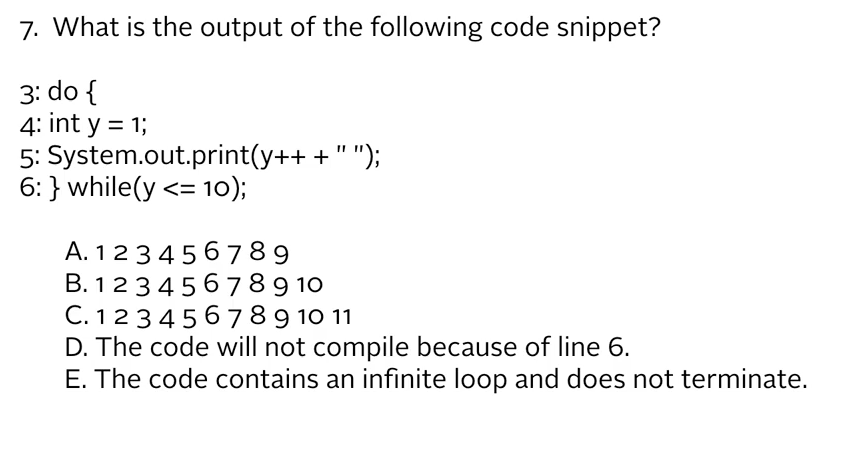 7. What is the output of the following code snippet?
3: do {
4: int y = 1;
5: System.out.print(y++ + " ");
6: } while(y <= 10);
A. 1 2 3 4 5 6 7 8 9
B. 1 2 3 4 5 6 7 8 9 10
C. 1 2 3 4 5 6 7 8 9 10 11
D. The code will not compile because of line 6.
E. The code contains an infinite loop and does not terminate.